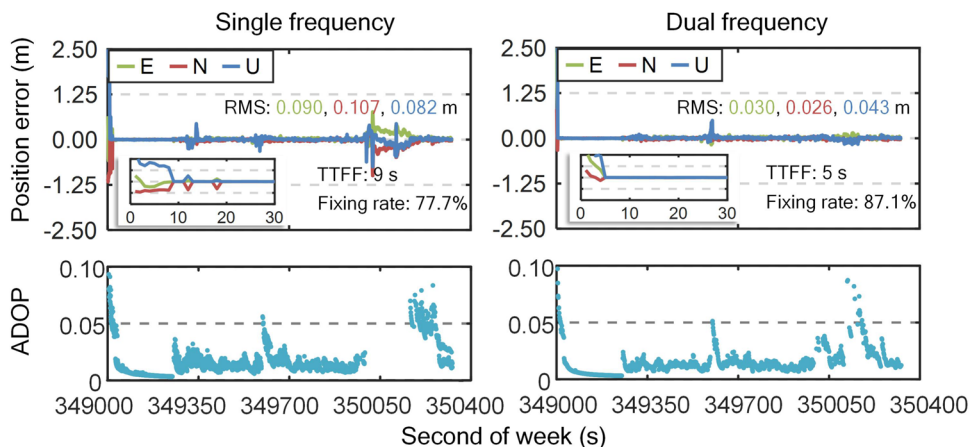 Single frequency
Dual frequency
Position error (m)
2.50
1.25
0.00
-1.25
-2.50
E N U
RMS: 0.090, 0.107, 0.082 m
TTFF: 9 s
Fixing rate: 77.7%
0 10 20 30
2.50
1.25
0.00
-1.25
-2.50
E N U
RMS: 0.030, 0.026, 0.043 m
TTFF: 5 s
Fixing rate: 87.1%
0 10 20 30
ADOP
0.10
0.05
0
349000 349350 349700 350050 350400
0.10
0.05
0
349000 349350 349700 350050 350400
Second of week (s)